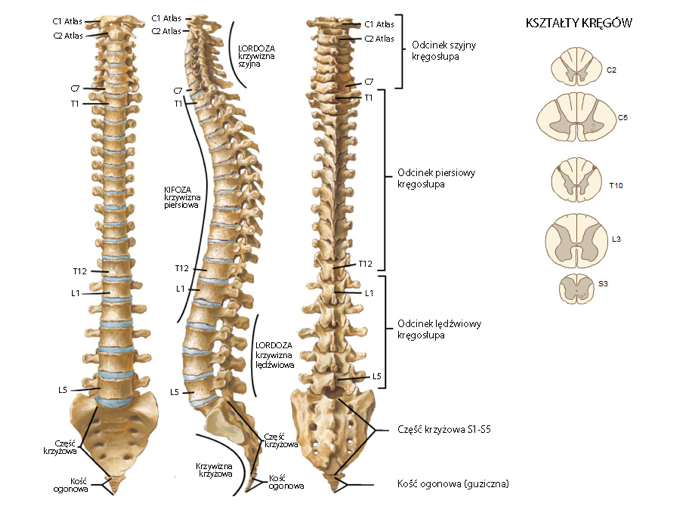 KSZTAŁTY KRĘGÓW
C1 Atlas
C2 Atlas
C7
T1
T12
L1
L5
Część
krzyżowa
Kość
ogonowa
C1 Atlas
C2 Atlas
LORDOZA
krzywizna
szyjna
C7
T1
KIFOZA
krzywizna
piersiowa
T12
L1
LORDOZA
krzywizna
lędźwiowa
L5
Część
krzyżowa
Krzywizna
krzyżowa
Kość
ogonowa
C1 Atlas
C2 Atlas
Odcinek szyjny
kręgosłupa
C7
T1
Odcinek piersiowy
kręgosłupa
T12
L1
Odcinek lędźwiowy
kręgosłupa
L5
Część krzyżowa S1-S5
Kość ogonowa (guziczna)
C2
C5
T10
L3
S3